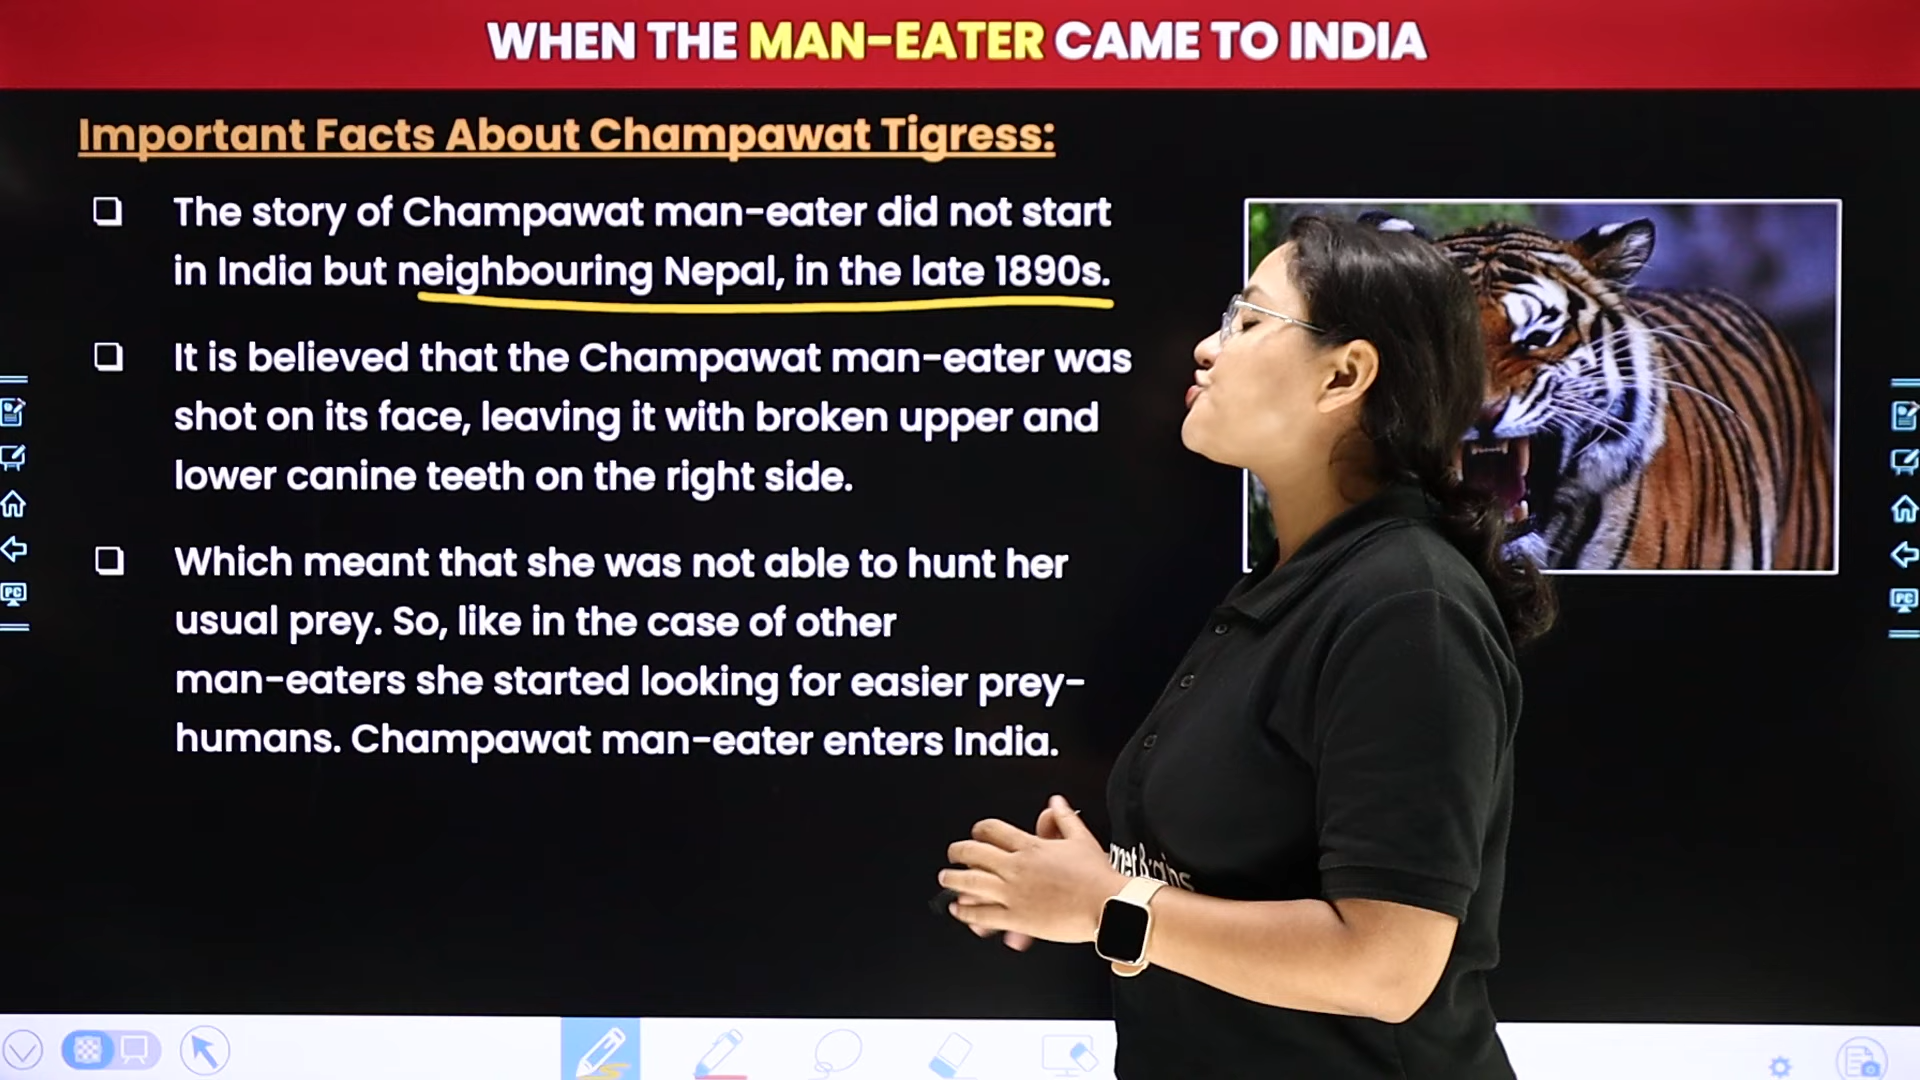 WHEN THE MAN-EATER CAME TO INDIA
Important Facts About Champawat Tigress:
❑ The story of Champawat man-eater did not start
in India but neighbouring Nepal, in the late 1890s.
❑ It is believed that the Champawat man-eater was
shot on its face, leaving it with broken upper and
lower canine teeth on the right side.
❑ Which meant that she was not able to hunt her
usual prey. So, like in the case of other
man-eaters she started looking for easier prey-
humans. Champawat man-eater enters India.
PC
PC